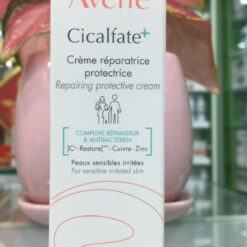 Avène
Cicalfate+
Crème réparatrice
protectrice
Repairing protective cream
COMPLEXE RÉPARATEUR
& ANTIBACTÉRIEN
[C+-Restore]™ - Cuivre - Zinc
Peaux sensibles irritées
For sensitive irritated skin